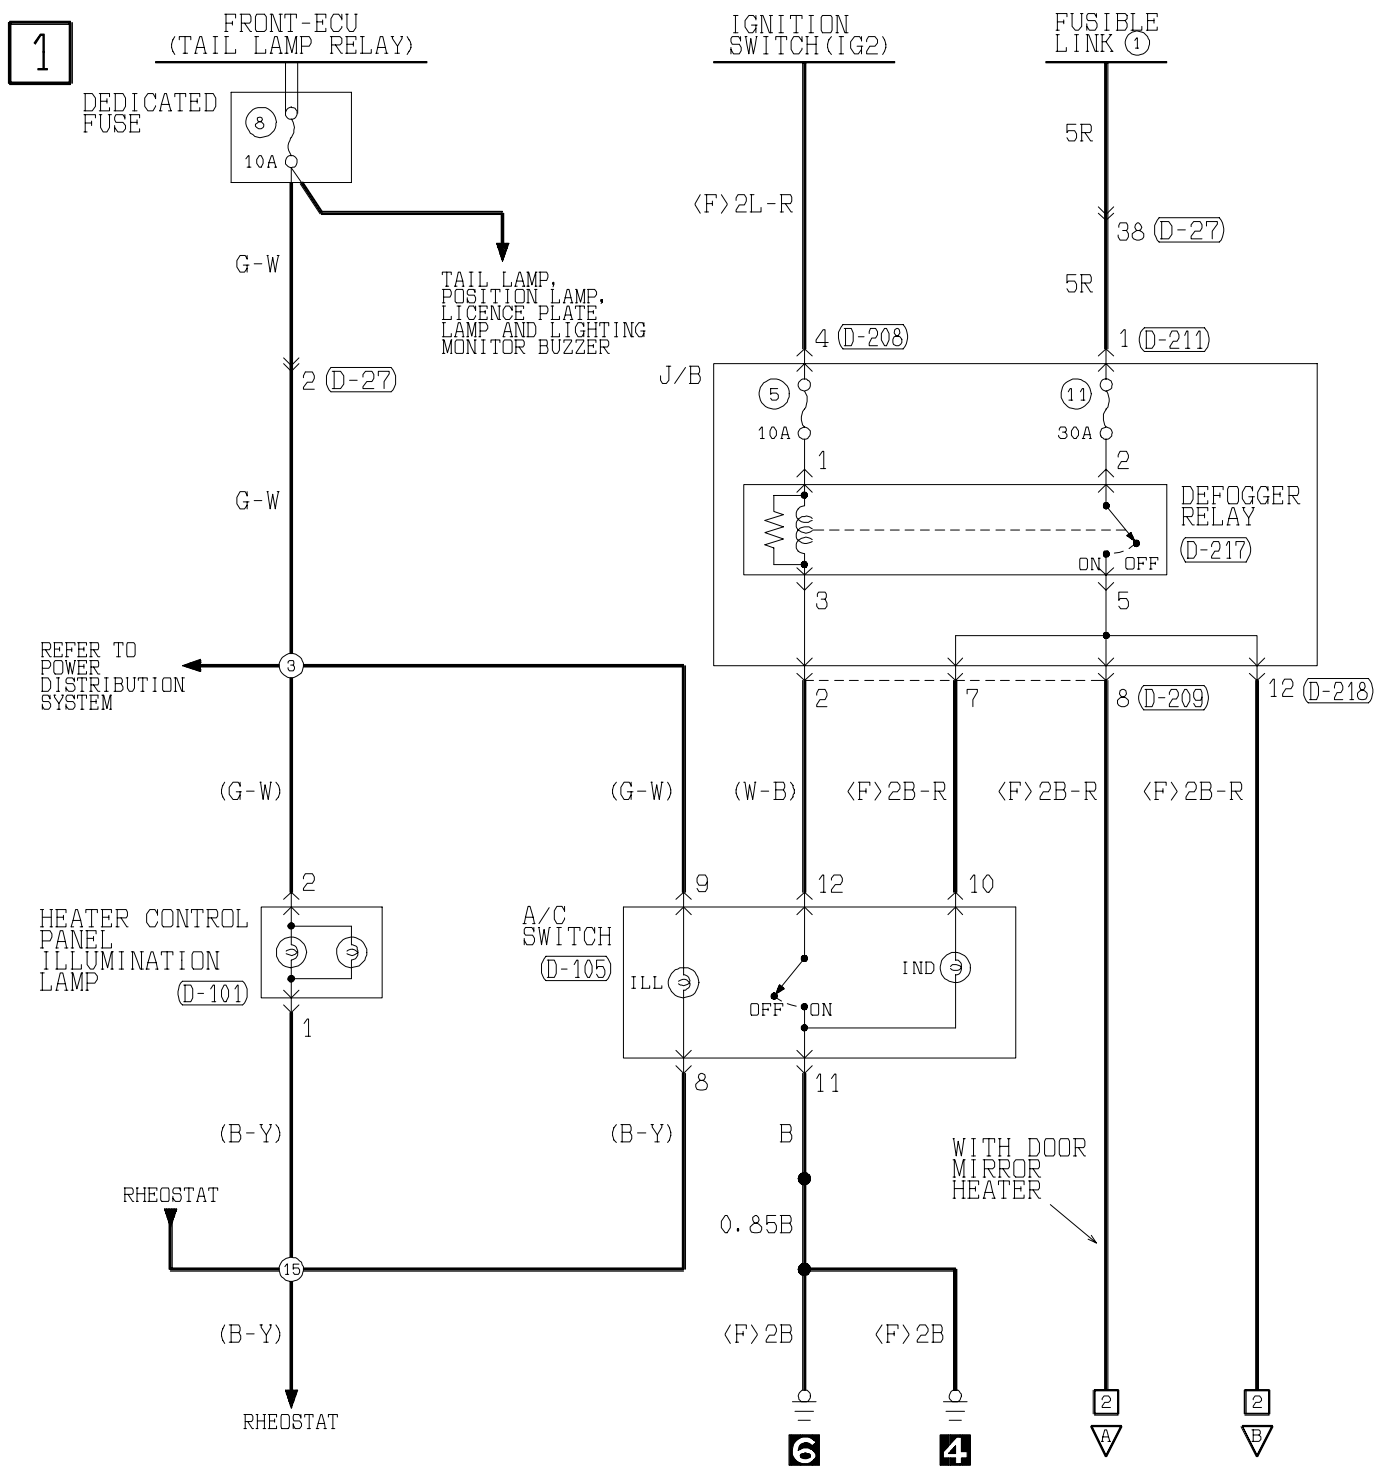 1
FRONT-ECU
(TAIL LAMP RELAY)
IGNITION
SWITCH(IG2)
FUSIBLE
LINK 1
DEDICATED
FUSE
8
10A
5R
<F>2L-R
38 (D-27)
G-W
5R
TAIL LAMP,
POSITION LAMP,
LICENCE PLATE
LAMP AND LIGHTING
MONITOR BUZZER
4 (D-208)
1 (D-211)
2 (D-27)
J/B
5
10A
11
30A
1
2
G-W
DEFOGGER
RELAY
(D-217)
ON OFF
3
5
REFER TO
POWER
DISTRIBUTION
SYSTEM
3
2
7
8 (D-209)
12 (D-218)
(G-W)
(G-W)
(W-B)
<F>2B-R
<F>2B-R
<F>2B-R
2
9
12
10
HEATER CONTROL
PANEL
ILLUMINATION
LAMP
(D-101)
A/C
SWITCH
(D-105)
ILL
IND
OFF ON
1
8
11
(B-Y)
(B-Y)
B
WITH DOOR
MIRROR
HEATER
RHEOSTAT
0.85B
15
(B-Y)
<F>2B
<F>2B
RHEOSTAT
2
2
6
4
A
B